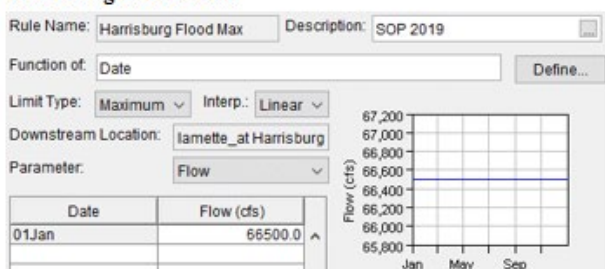 Rule Name: Harrisburg Flood Max Description: SOP 2019 ...
Function of: Date Define...
Limit Type: Maximum Interp.: Linear
Downstream Location: lamette_at Harrisburg
Parameter: Flow
Date Flow (cfs)
01Jan 66500.0
Flow (cfs)
67,200
67,000
66,800
66,600
66,400
66,200
66,000
65,800
Jan May Sep